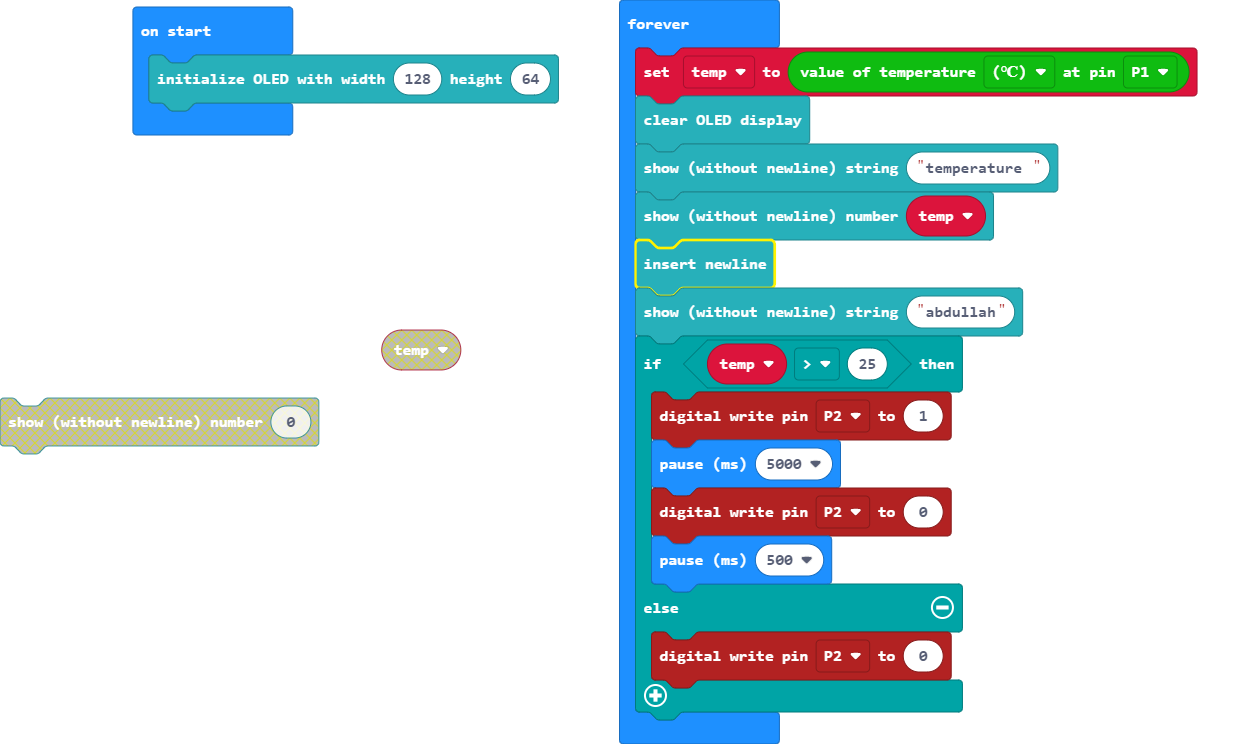 on start
initialize OLED with width 128 height 64
temp
show (without newline) number 0
forever
set temp to value of temperature (℃) at pin P1
clear OLED display
show (without newline) string "temperature "
show (without newline) number temp
insert newline
show (without newline) string "abdullah"
if temp > 25 then
digital write pin P2 to 1
pause (ms) 5000
digital write pin P2 to 0
pause (ms) 500
else
digital write pin P2 to 0